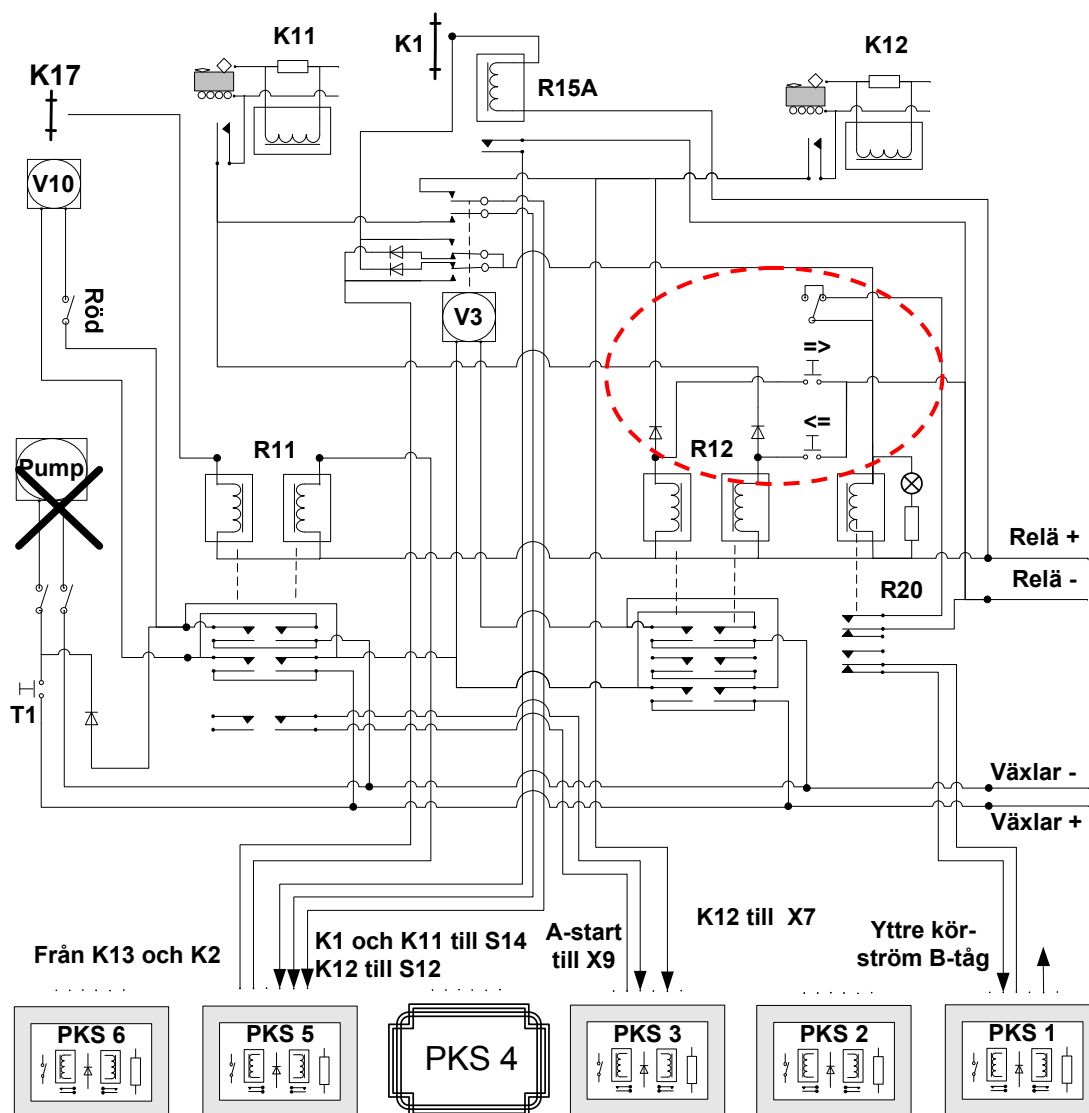 K11
K1
K12
K17
R15A
V10
Röd
V3
=>
<=
Pump
R11
R12
Relä +
Relä -
R20
T1
Växlar -
Växlar +
K12 till X7
Från K13 och K2
K1 och K11 till S14
K12 till S12
A-start
till X9
Yttre kör-
ström B-tåg
PKS 6
PKS 5
PKS 4
PKS 3
PKS 2
PKS 1